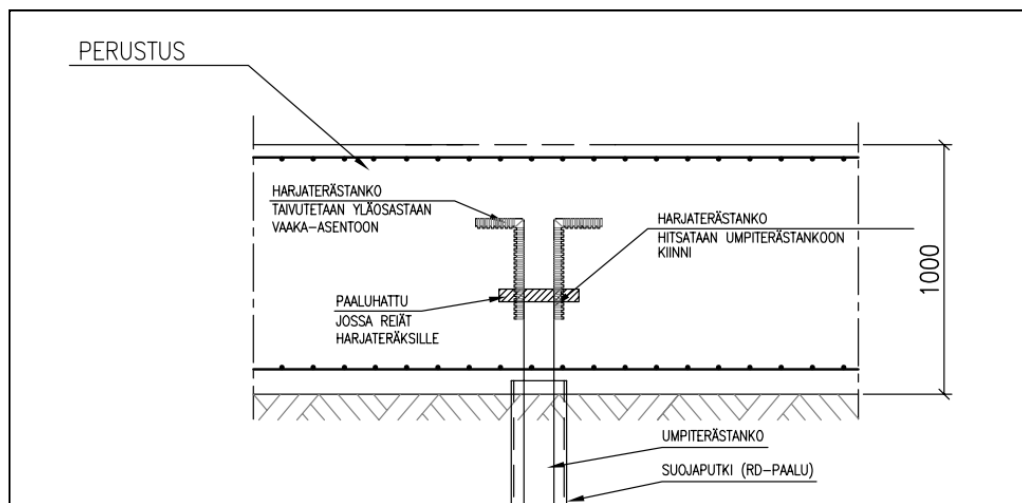 PERUSTUS
HARJATERÄSTANKO
TAIVUTETAAN YLÄOSASTAAN
VAAKA-ASENTOON
HARJATERÄSTANKO
HITSATAAN UMPITERÄSTANKOON
KIINNI
PAALUHATTU
JOSSA REIÄT
HARJATERÄKSILLE
1000
UMPITERÄSTANKO
SUOJAPUTKI (RD-PAALU)